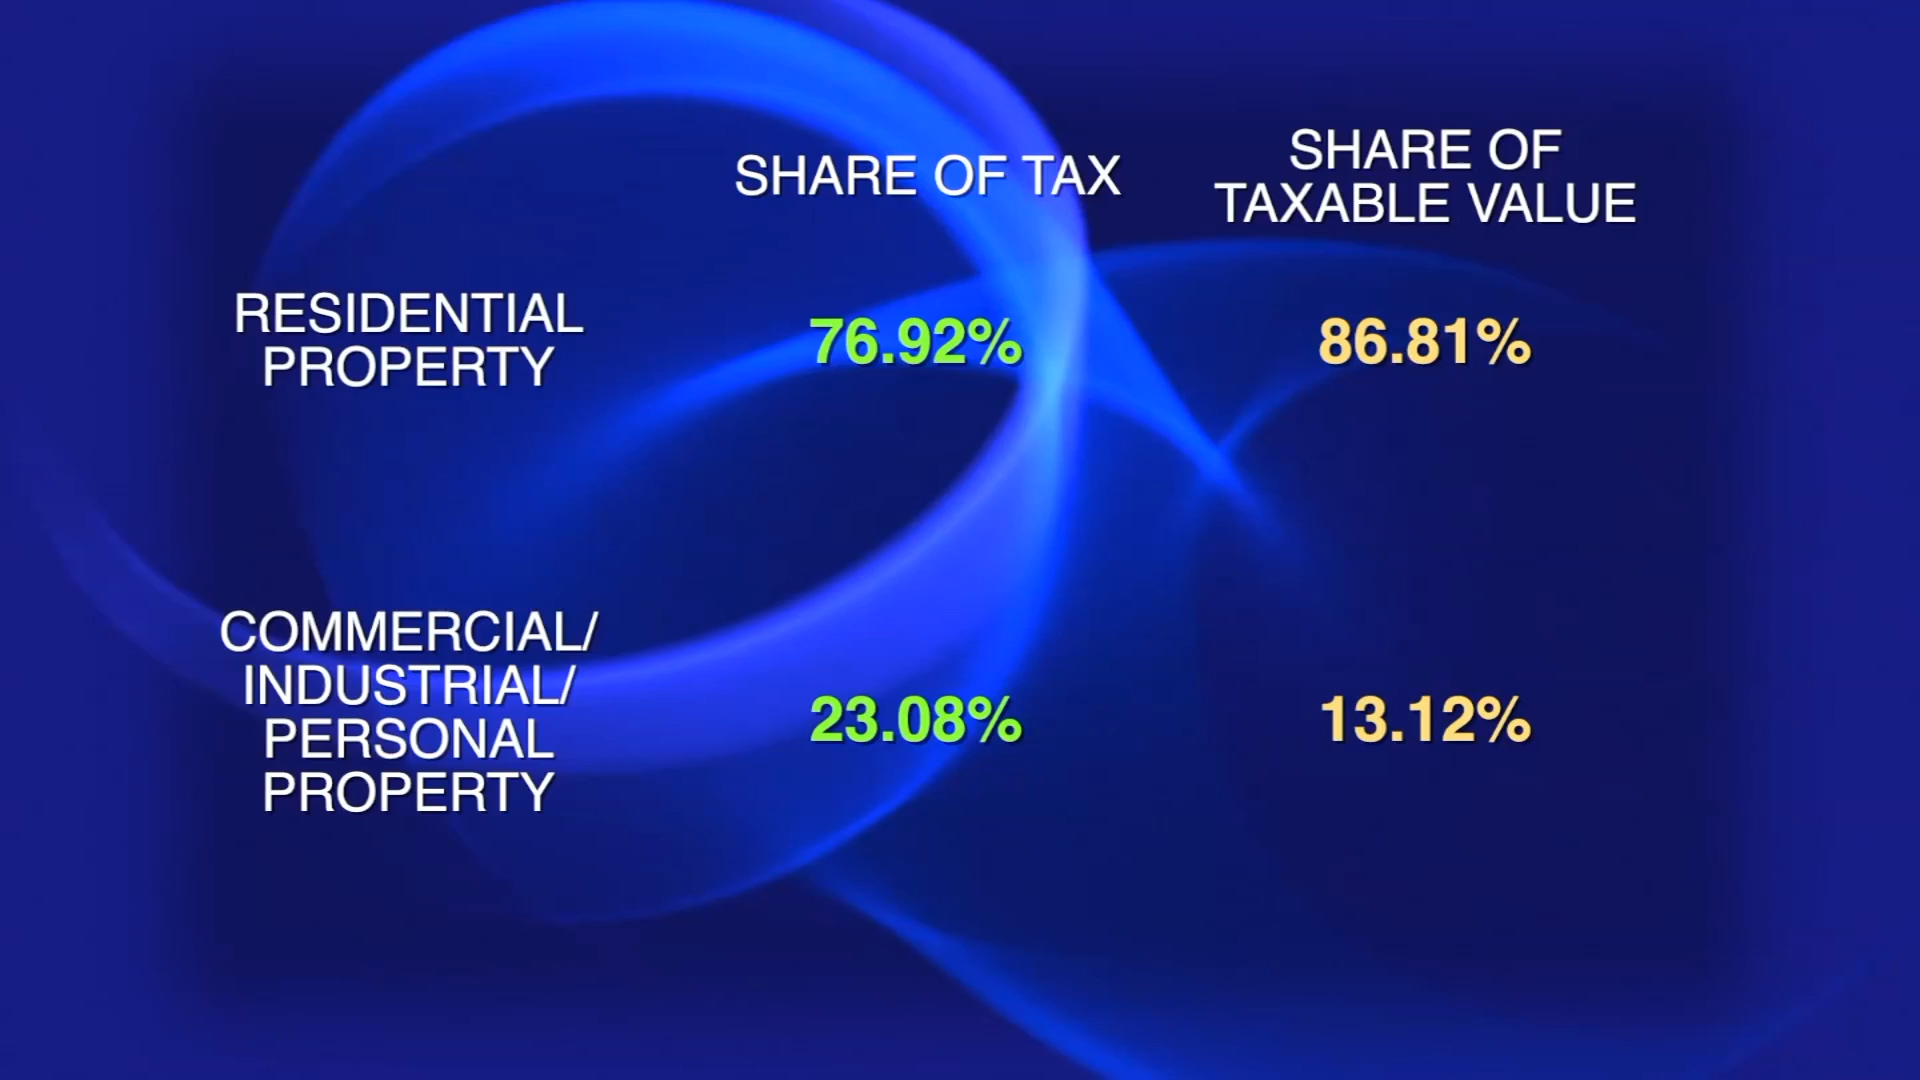 SHARE OF TAX
SHARE OF
TAXABLE VALUE
RESIDENTIAL
PROPERTY
76.92%
86.81%
COMMERCIAL/
INDUSTRIAL/
PERSONAL
PROPERTY
23.08%
13.12%